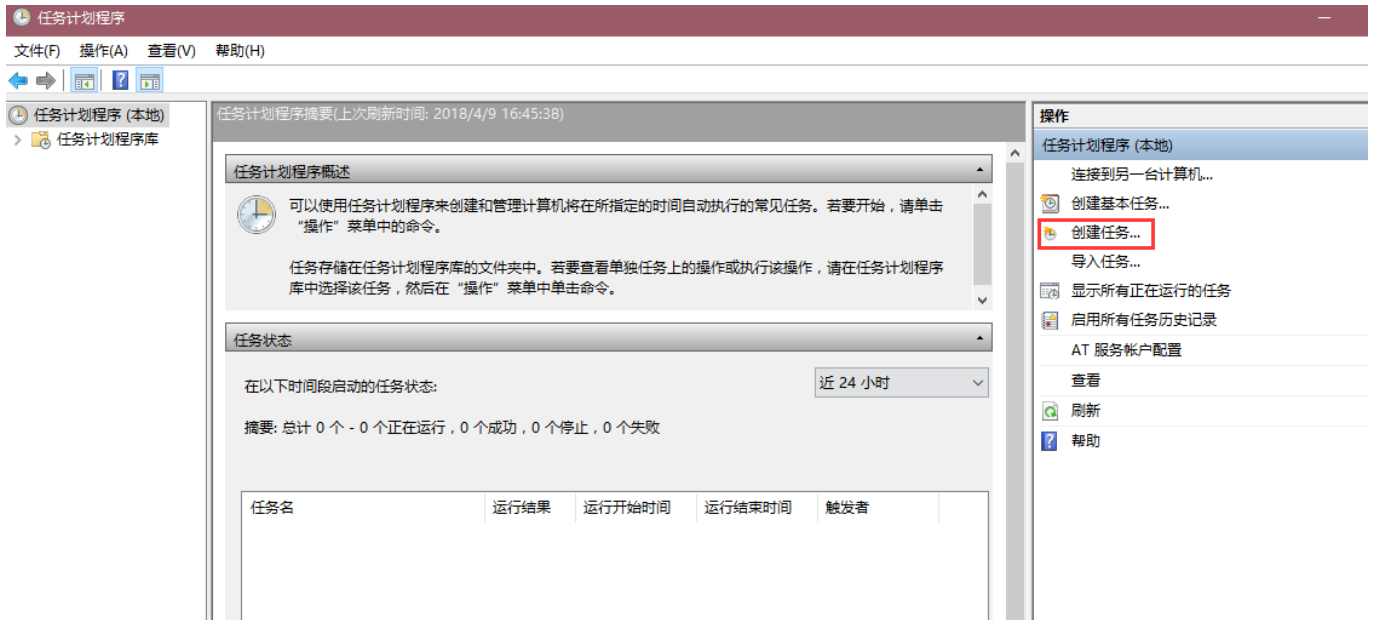 任务计划程序
文件(F) 操作(A) 查看(V) 帮助(H)
任务计划程序 (本地)
任务计划程序库
任务计划程序摘要(上次刷新时间: 2018/4/9 16:45:38)
任务计划程序概述
可以使用任务计划程序来创建和管理计算机将在所指定的时间自动执行的常见任务。若要开始，请单击
“操作”菜单中的命令。
任务存储在任务计划程序库的文件夹中。若要查看单独任务上的操作或执行该操作，请在任务计划程序
库中选择该任务，然后在“操作”菜单中单击命令。
任务状态
在以下时间段启动的任务状态:
近 24 小时
摘要: 总计 0 个 - 0 个正在运行，0 个成功，0 个停止，0 个失败
任务名 运行结果 运行开始时间 运行结束时间 触发者
操作
任务计划程序 (本地)
连接到另一台计算机...
创建基本任务...
创建任务...
导入任务...
显示所有正在运行的任务
启用所有任务历史记录
AT 服务帐户配置
查看
刷新
帮助